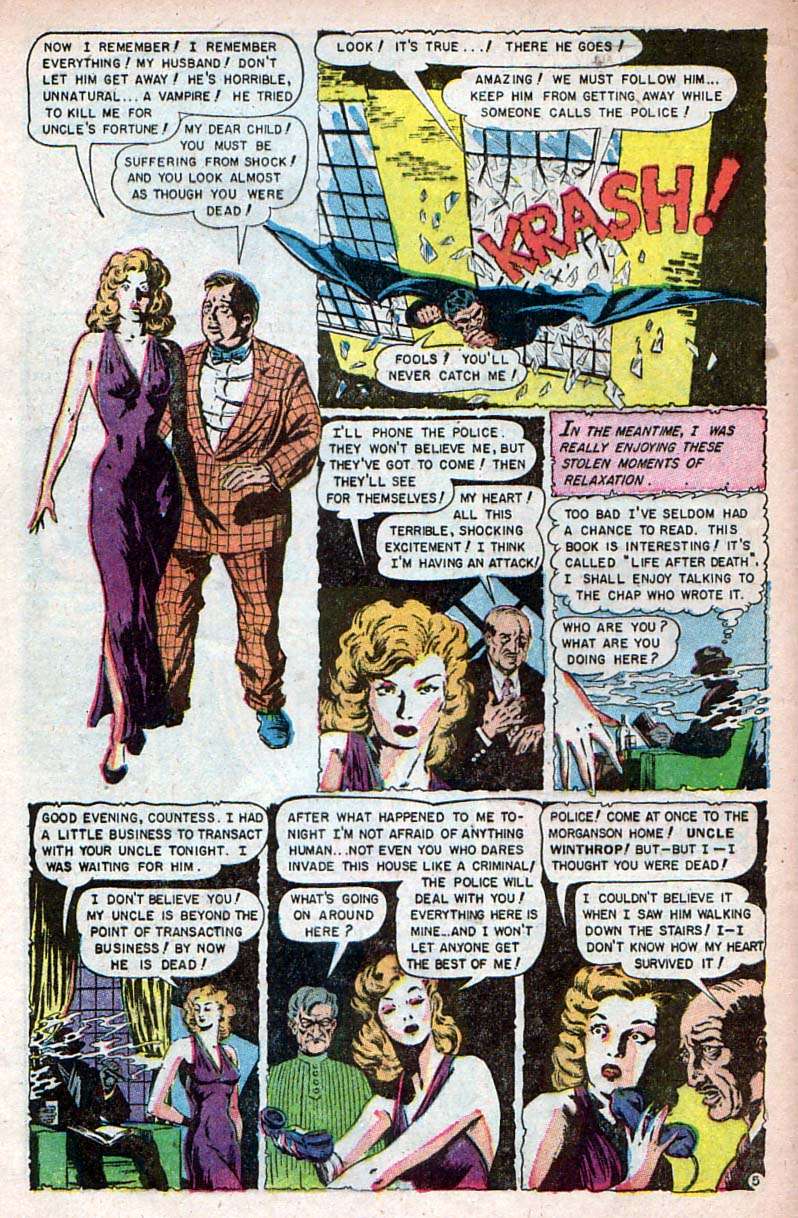 NOW I REMEMBER! I REMEMBER
EVERYTHING! MY HUSBAND! DON'T
LET HIM GET AWAY! HE'S HORRIBLE,
UNNATURAL... A VAMPIRE! HE TRIED
TO KILL ME FOR
UNCLE'S FORTUNE!
MY DEAR CHILD!
YOU MUST BE
SUFFERING FROM SHOCK!
AND YOU LOOK ALMOST
AS THOUGH YOU WERE
DEAD!
LOOK! IT'S TRUE...! THERE HE GOES!
AMAZING! WE MUST FOLLOW HIM...
KEEP HIM FROM GETTING AWAY WHILE
SOMEONE CALLS THE POLICE!
KRASH!
FOOLS! YOU'LL
NEVER CATCH ME!
I'LL PHONE THE POLICE.
THEY WON'T BELIEVE ME, BUT
THEY'VE GOT TO COME! THEN
THEY'LL SEE
FOR THEMSELVES!
MY HEART!
ALL THIS
TERRIBLE, SHOCKING
EXCITEMENT! I THINK
I'M HAVING AN ATTACK!
IN THE MEANTIME, I WAS
REALLY ENJOYING THESE
STOLEN MOMENTS OF
RELAXATION.
TOO BAD I'VE SELDOM HAD
A CHANCE TO READ. THIS
BOOK IS INTERESTING! IT'S
CALLED "LIFE AFTER DEATH".
I SHALL ENJOY TALKING TO
THE CHAP WHO WROTE IT.
WHO ARE YOU?
WHAT ARE YOU
DOING HERE?
GOOD EVENING, COUNTESS. I HAD
A LITTLE BUSINESS TO TRANSACT
WITH YOUR UNCLE TONIGHT. I
WAS WAITING FOR HIM.
I DON'T BELIEVE YOU!
MY UNCLE IS BEYOND THE
POINT OF TRANSACTING
BUSINESS! BY NOW
HE IS DEAD!
AFTER WHAT HAPPENED TO ME TO-
NIGHT I'M NOT AFRAID OF ANYTHING
HUMAN...NOT EVEN YOU WHO DARES
INVADE THIS HOUSE LIKE A CRIMINAL!
THE POLICE WILL
DEAL WITH YOU!
EVERYTHING HERE IS
MINE...AND I WON'T
LET ANYONE GET
THE BEST OF ME!
WHAT'S GOING
ON AROUND
HERE?
POLICE! COME AT ONCE TO THE
MORGANSON HOME! UNCLE
WINTHROP! BUT--BUT I--I
THOUGHT YOU WERE DEAD!
I COULDN'T BELIEVE IT
WHEN I SAW HIM WALKING
DOWN THE STAIRS! I-I
DON'T KNOW HOW MY HEART
SURVIVED IT!
5